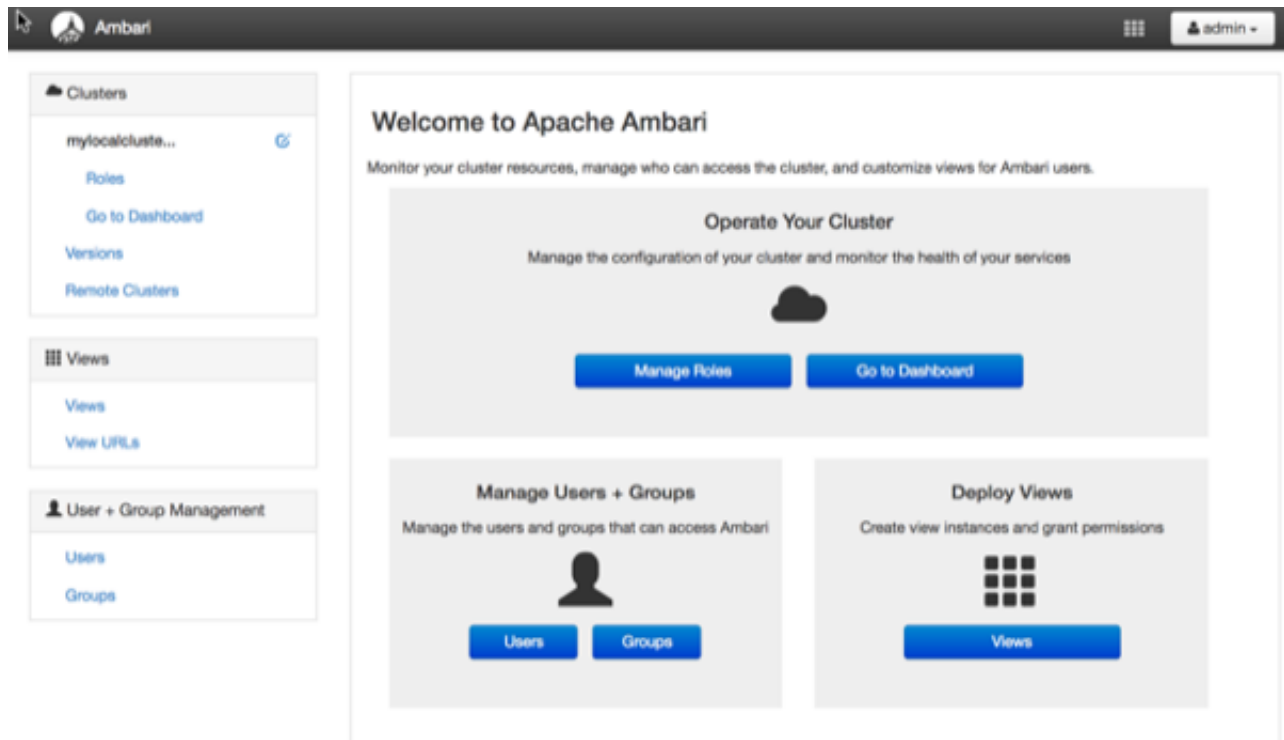 Ambari
admin
Clusters
mylocalcluste...
Roles
Go to Dashboard
Versions
Remote Clusters
Views
Views
View URLs
User + Group Management
Users
Groups
Welcome to Apache Ambari
Monitor your cluster resources, manage who can access the cluster, and customize views for Ambari users.
Operate Your Cluster
Manage the configuration of your cluster and monitor the health of your services
Manage Roles
Go to Dashboard
Manage Users + Groups
Manage the users and groups that can access Ambari
Users
Groups
Deploy Views
Create view instances and grant permissions
Views